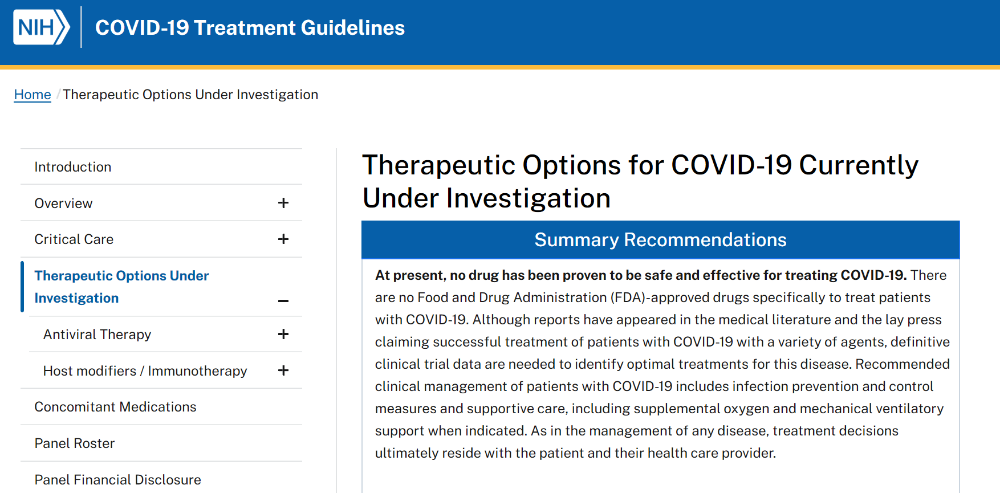 NIH
COVID-19 Treatment Guidelines
Home / Therapeutic Options Under Investigation
Introduction
Overview +
Critical Care +
Therapeutic Options Under
Investigation −
Antiviral Therapy +
Host modifiers / Immunotherapy +
Concomitant Medications
Panel Roster
Panel Financial Disclosure
Therapeutic Options for COVID-19 Currently
Under Investigation
Summary Recommendations
At present, no drug has been proven to be safe and effective for treating COVID-19. There
are no Food and Drug Administration (FDA)-approved drugs specifically to treat patients
with COVID-19. Although reports have appeared in the medical literature and the lay press
claiming successful treatment of patients with COVID-19 with a variety of agents, definitive
clinical trial data are needed to identify optimal treatments for this disease. Recommended
clinical management of patients with COVID-19 includes infection prevention and control
measures and supportive care, including supplemental oxygen and mechanical ventilatory
support when indicated. As in the management of any disease, treatment decisions
ultimately reside with the patient and their health care provider.